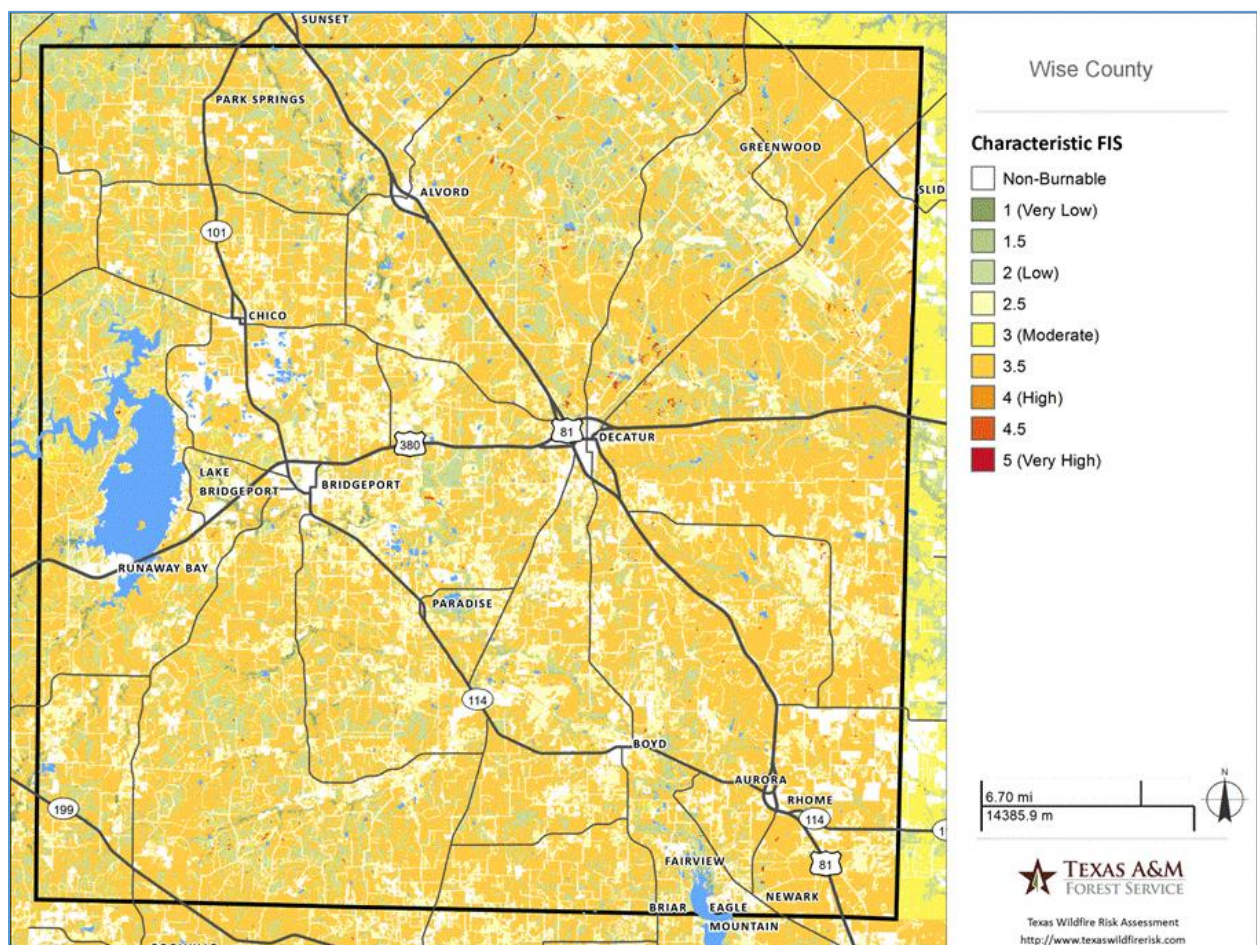 SUNSET
PARK SPRINGS
GREENWOOD
ALVORD
SLID
101
CHICO
81
DECATUR
380
LAKE
BRIDGEPORT
BRIDGEPORT
RUNAWAY BAY
PARADISE
114
BOYD
AURORA
RHOME
199
114
81
FAIRVIEW
NEWARK
BRIAR
EAGLE
MOUNTAIN
Wise County
Characteristic FIS
Non-Burnable
1 (Very Low)
1.5
2 (Low)
2.5
3 (Moderate)
3.5
4 (High)
4.5
5 (Very High)
6.70 mi
14385.9 m
N
TEXAS A&M
FOREST SERVICE
Texas Wildfire Risk Assessment
http://www.texaswildfirerisk.com